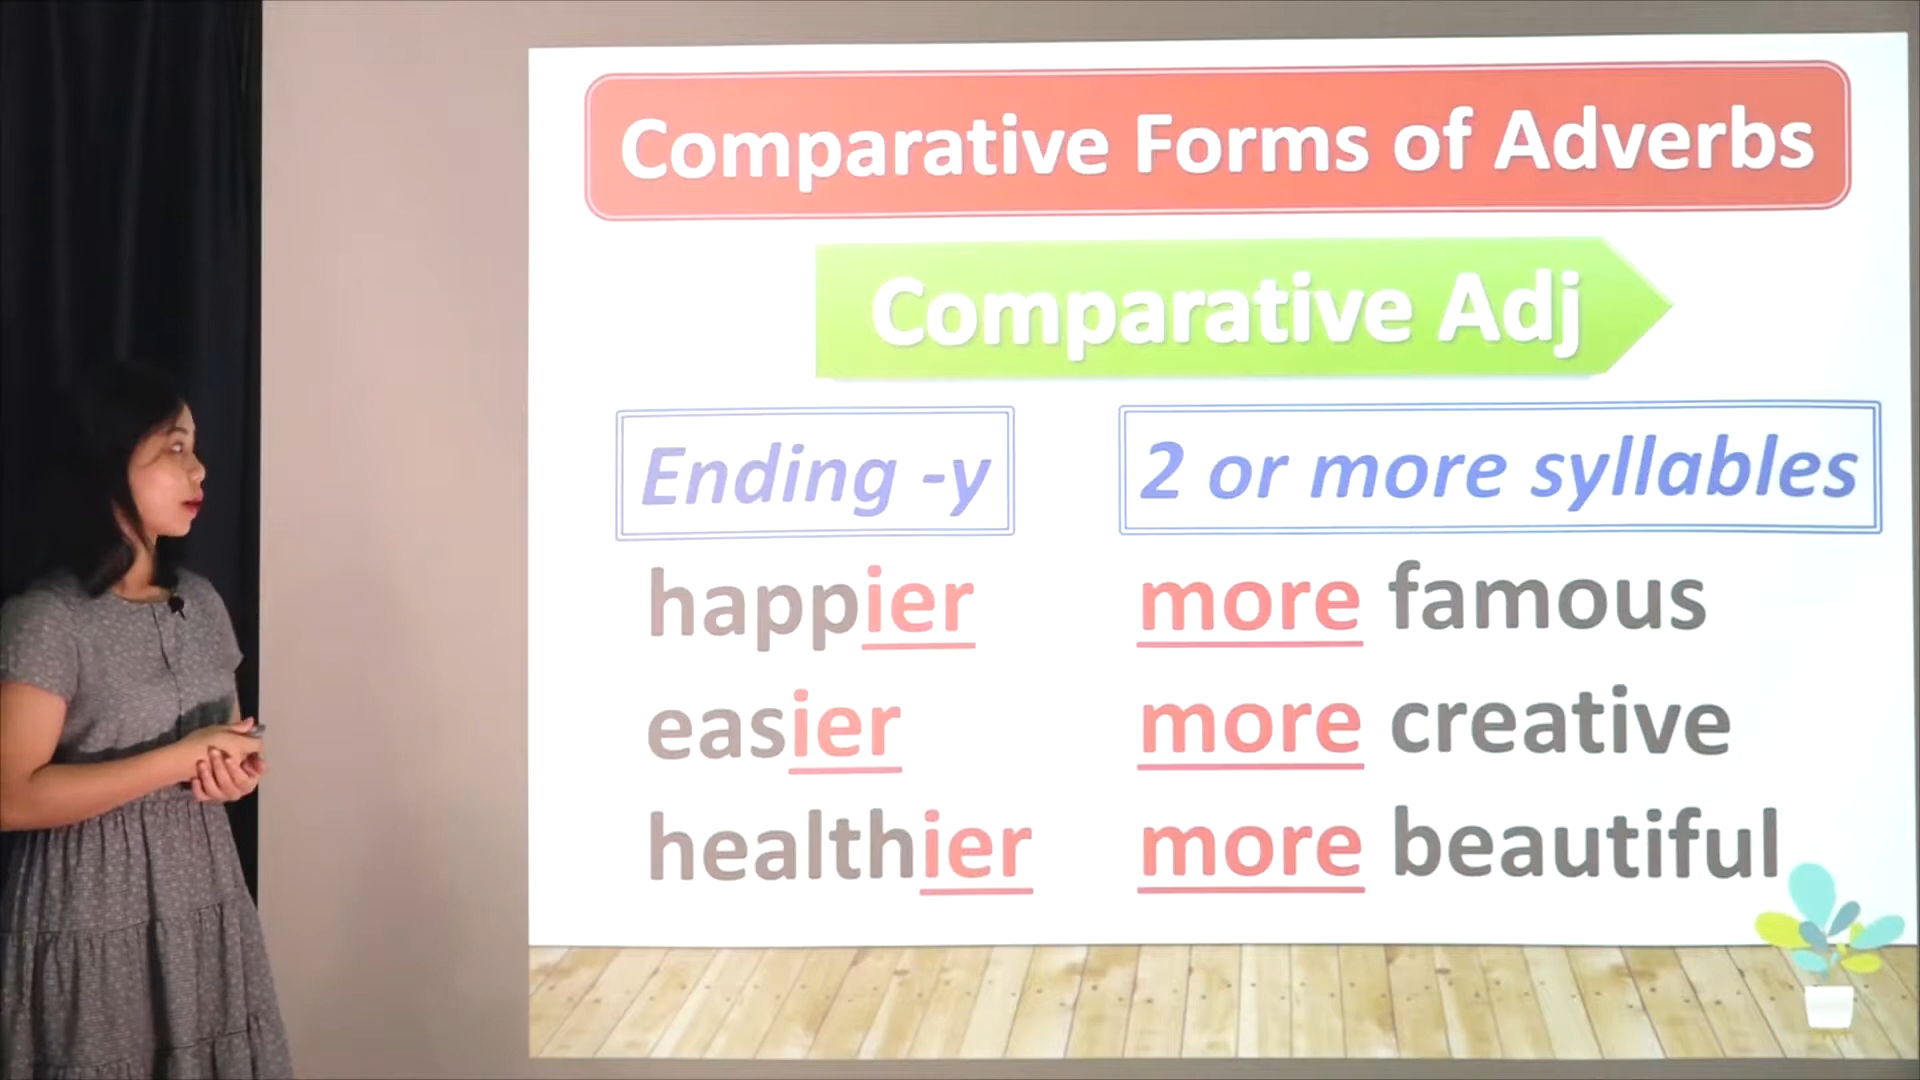 Comparative Forms of Adverbs
Comparative Adj
Ending -y
2 or more syllables
happier
more famous
easier
more creative
healthier
more beautiful